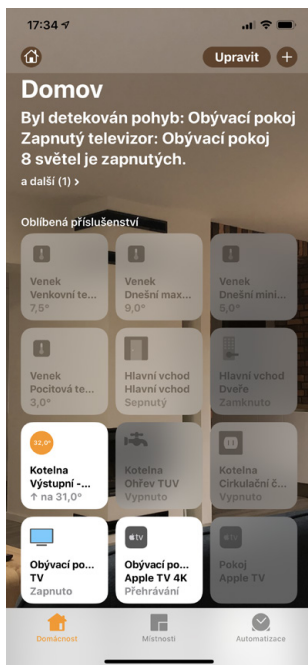 17:34
Upravit
Domov
Byl detekován pohyb: Obývací pokoj
Zapnutý televizor: Obývací pokoj
8 světel je zapnutých.
a další (1) >
Oblíbená příslušenství
Venek
Venkovní te...
7,5°
Venek
Dnešní max...
9,0°
Venek
Dnešní mini...
5,0°
Venek
Pocitová te...
3,0°
Hlavní vchod
Hlavní vchod
Sepnutý
Hlavní vchod
Dveře
Zamknuto
32,0°
Kotelna
Výstupní -...
↑ na 31,0°
Kotelna
Ohřev TUV
Vypnuto
Kotelna
Cirkulační č...
Vypnuto
Obývací po...
TV
Zapnuto
tv
Obývací po...
Apple TV 4K
Přehrávání
tv
Pokoj
Apple TV
Domácnost
Místnosti
Automatizace